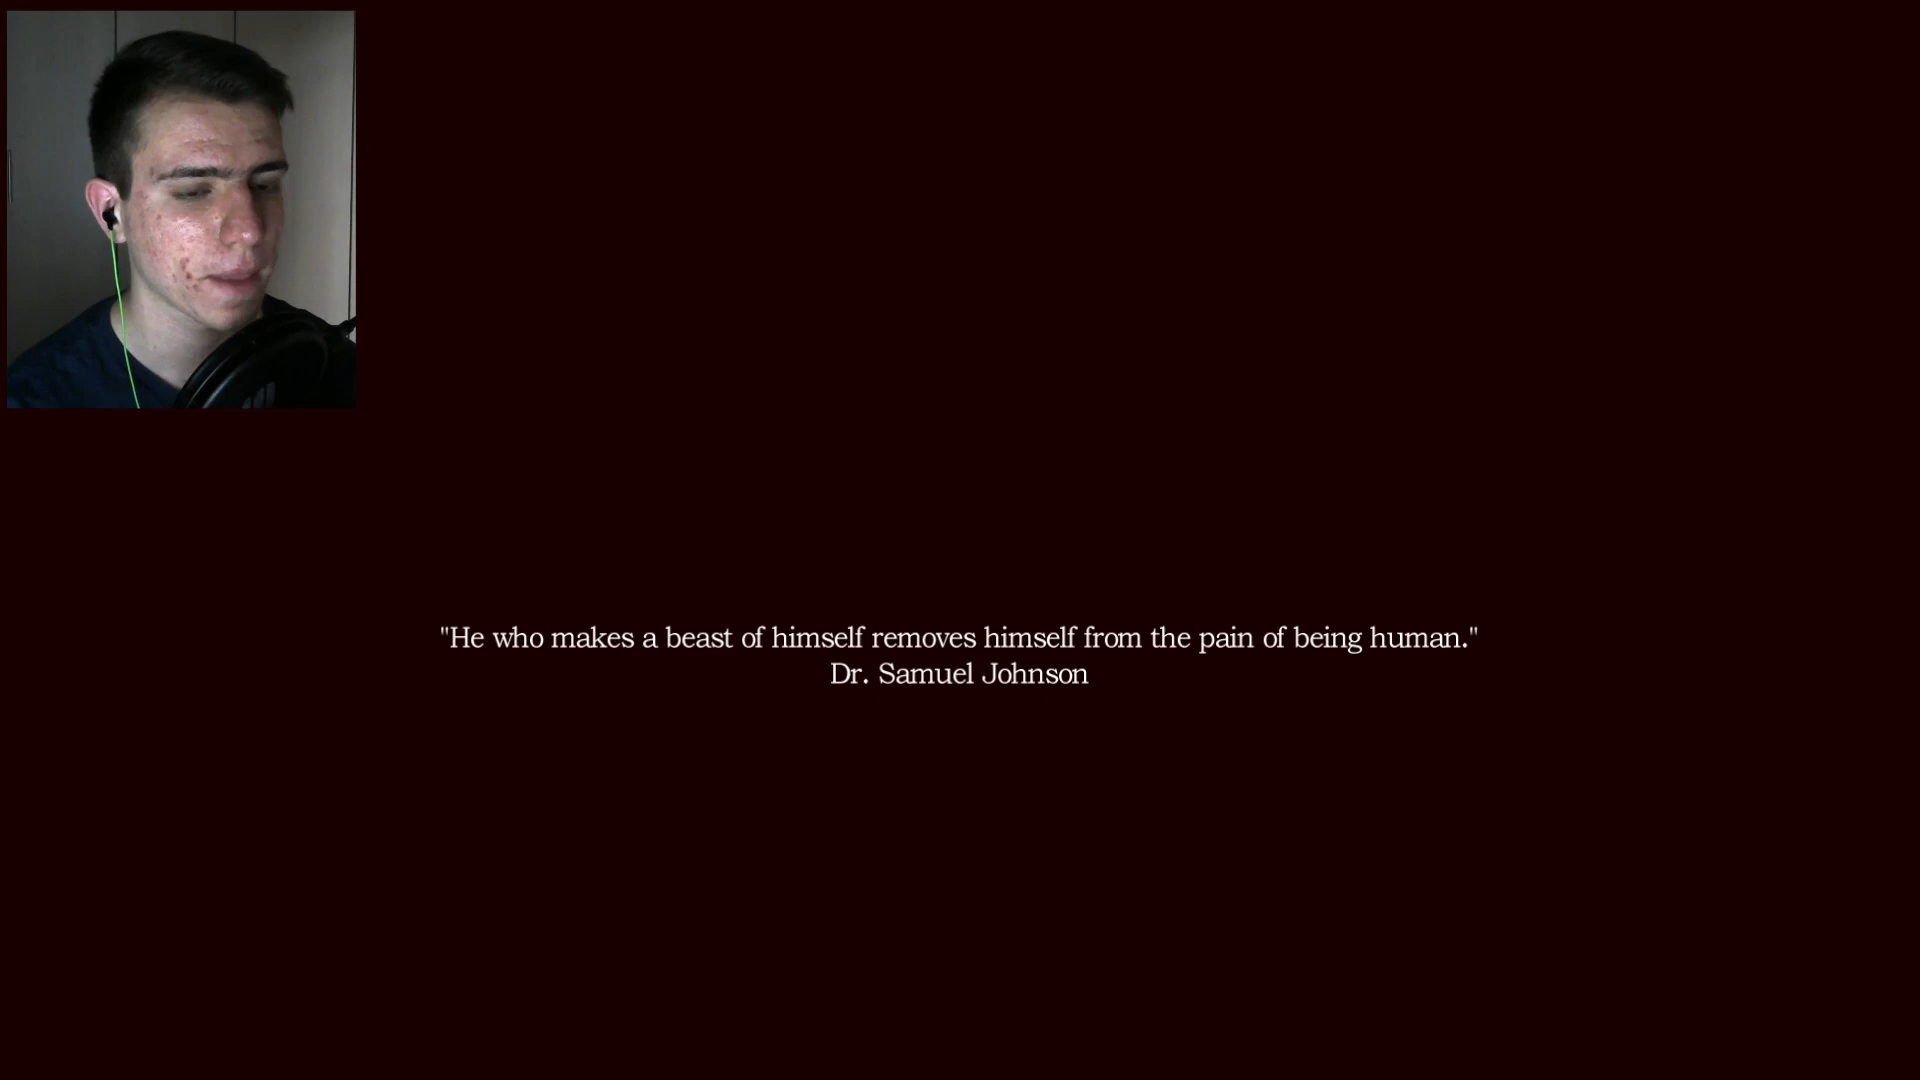 "He who makes a beast of himself removes himself from the pain of being human."
Dr. Samuel Johnson